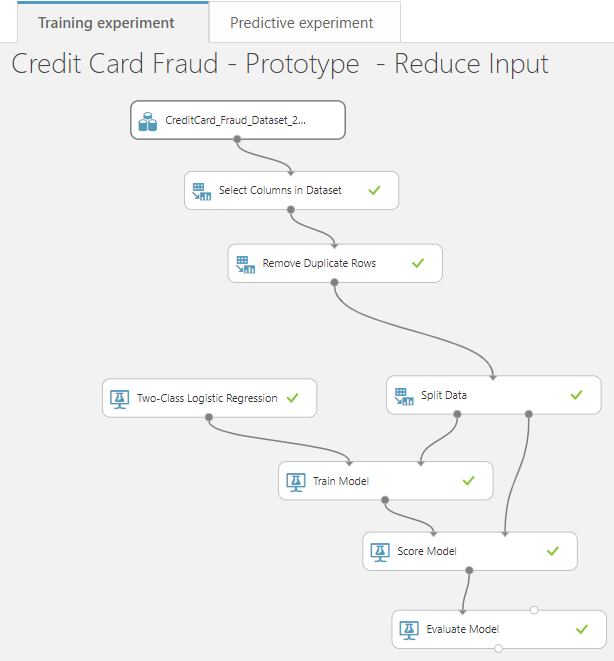 Training experiment
Predictive experiment
Credit Card Fraud - Prototype - Reduce Input
CreditCard_Fraud_Dataset_2...
Select Columns in Dataset
Remove Duplicate Rows
Two-Class Logistic Regression
Split Data
Train Model
Score Model
Evaluate Model